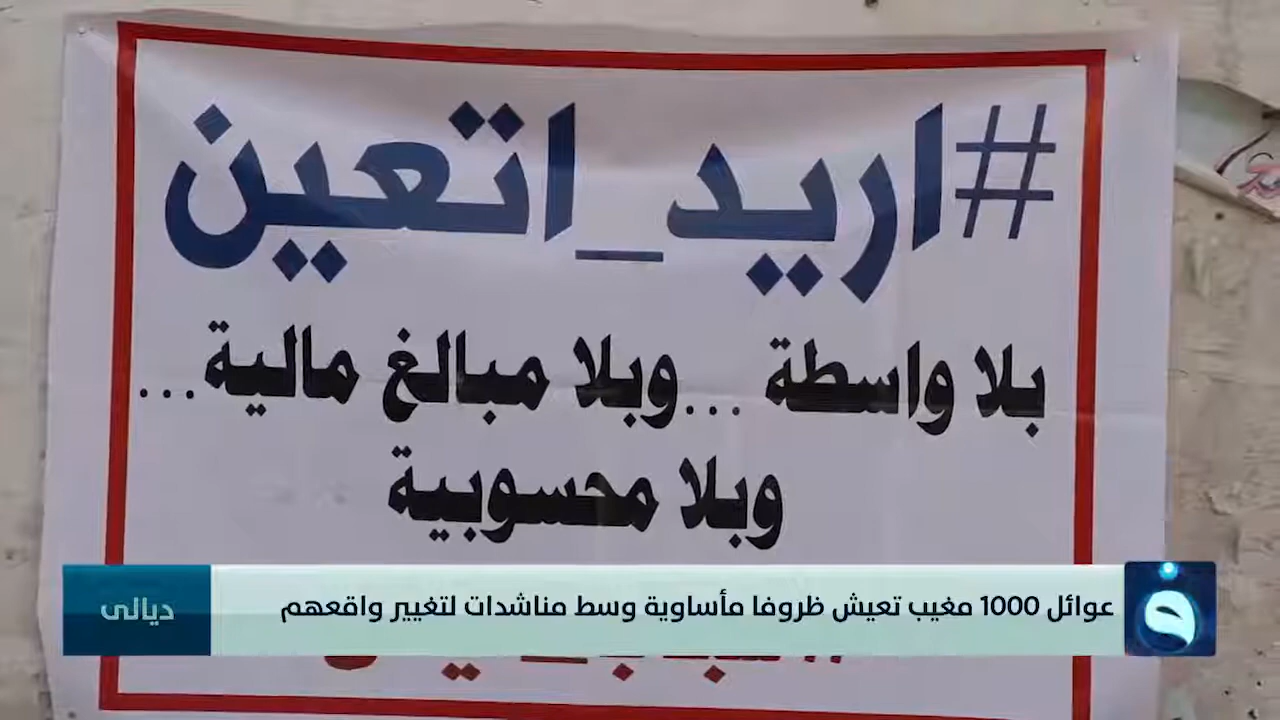 #اريد_اتعين
بلا واسطة ...وبلا مبالغ مالية...
وبلا محسوبية
عوائل 1000 مغيب تعيش ظروفا مأساوية وسط مناشدات لتغيير واقعهم
ديالى